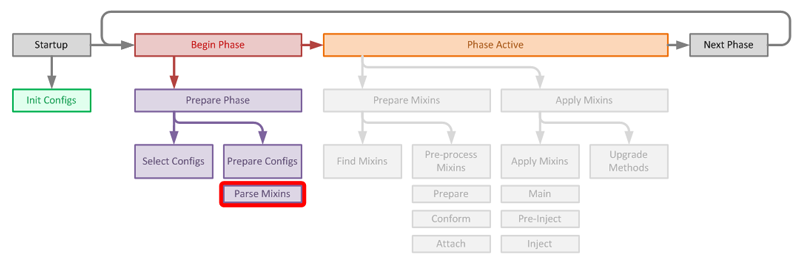 Startup
Begin Phase
Phase Active
Next Phase
Init Configs
Prepare Phase
Prepare Mixins
Apply Mixins
Select Configs
Prepare Configs
Find Mixins
Pre-process
Mixins
Apply Mixins
Upgrade
Methods
Parse Mixins
Prepare
Main
Conform
Pre-Inject
Attach
Inject